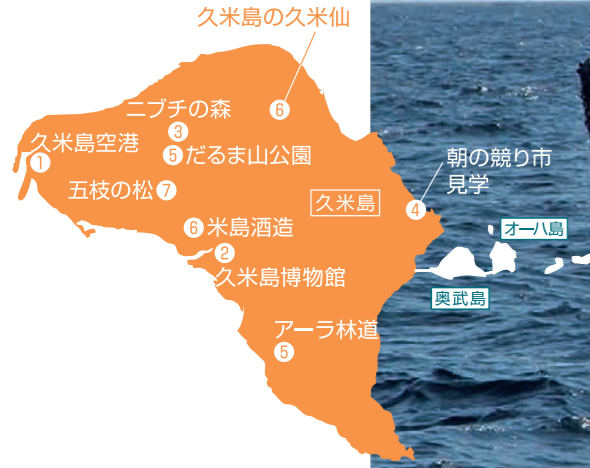 久米島の久米仙
⑥
ニブチの森
③
久米島空港
①
⑤だるま山公園
朝の競り市
見学
五枝の松⑦
久米島
④
⑥米島酒造
オーハ島
②
久米島博物館
奥武島
アーラ林道
⑤